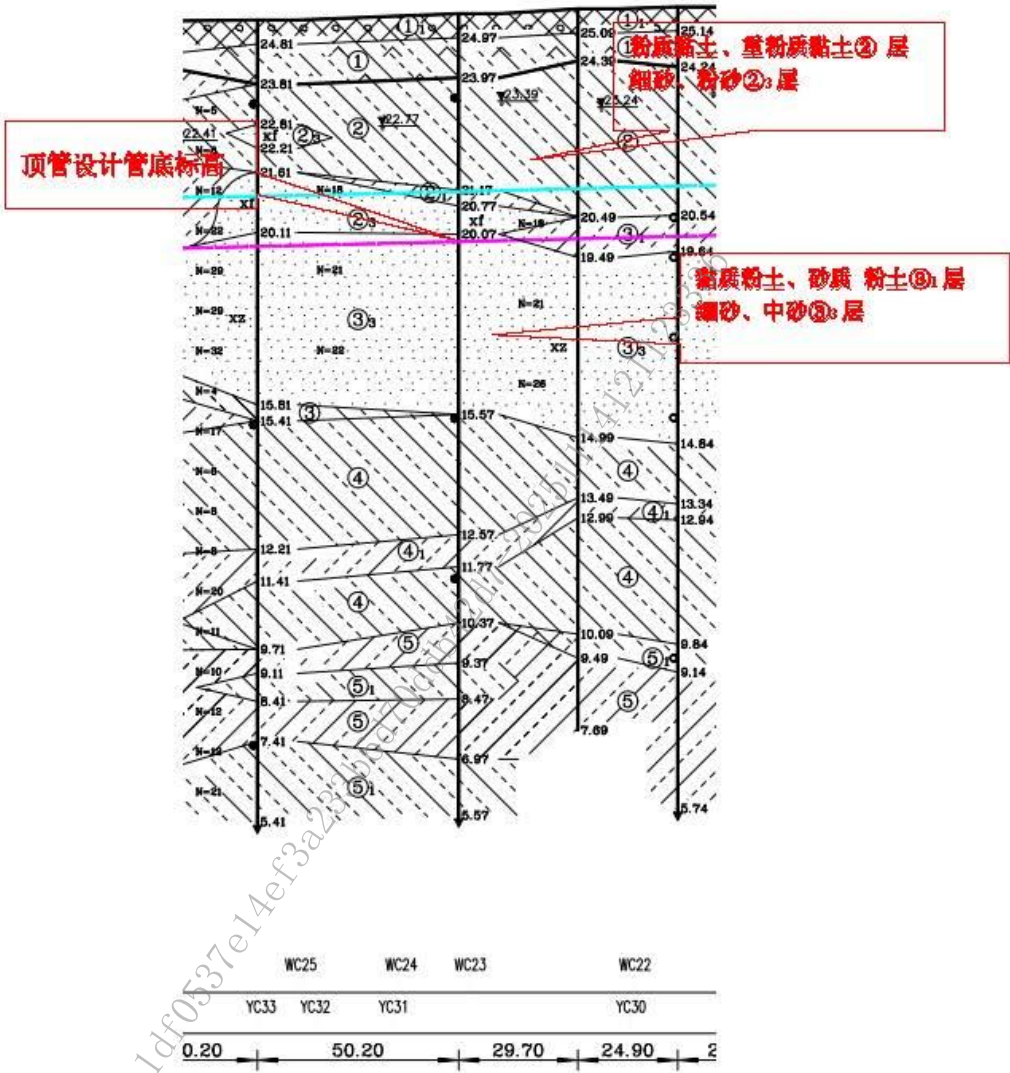 ①₁
24.81
24.97
25.09
①₁
25.14
①
①
粉质黏土、重粉质黏土② 层
细砂、粉砂②₃层
23.81
23.97
24.39
24.24
N=5
23.39
22.77
22.41
22.81
xf
②₃
22.21
②
②
顶管设计管底标高
21.61
N=12
xf
N=18
②₁
21.17
20.77
xf
②₃
20.07
N=18
20.49
20.54
N=22
20.11
③₁
19.49
19.64
N=29
N=21
黏质粉土、砂质 粉土③₁ 层
细砂、中砂③₃ 层
N=29
xz
③₃
N=21
N=32
N=22
xz
③₃
N=26
N=4
15.81
③
15.41
15.57
N=17
14.99
14.84
N=8
④
④
N=8
13.49
13.34
④₁
12.99
12.94
12.57
12.21
④₁
11.77
11.41
N=20
④
④
N=11
10.37
10.09
9.84
9.71
⑤
9.37
9.49
⑤₁
9.14
N=10
9.11
⑤₁
8.41
8.47
N=12
⑤
⑤
7.69
7.41
N=12
6.97
⑤₁
N=21
5.41
5.57
5.74
WC25 WC24 WC23 WC22
YC33 YC32 YC31 YC30
0.20 50.20 29.70 24.90 2